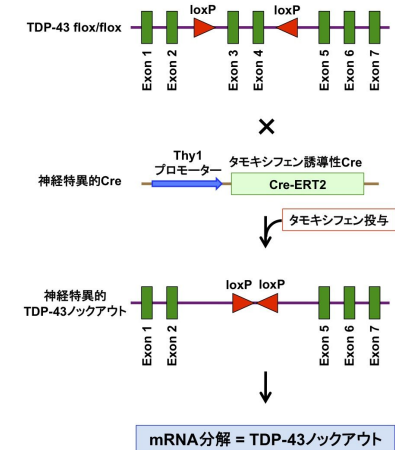 TDP-43 flox/flox
loxP
loxP
Exon 1
Exon 2
Exon 3
Exon 4
Exon 5
Exon 6
Exon 7
×
神経特異的Cre
Thy1
プロモーター
タモキシフェン誘導性Cre
Cre-ERT2
タモキシフェン投与
神経特異的
TDP-43ノックアウト
loxP loxP
Exon 1
Exon 2
Exon 5
Exon 6
Exon 7
mRNA分解 = TDP-43ノックアウト